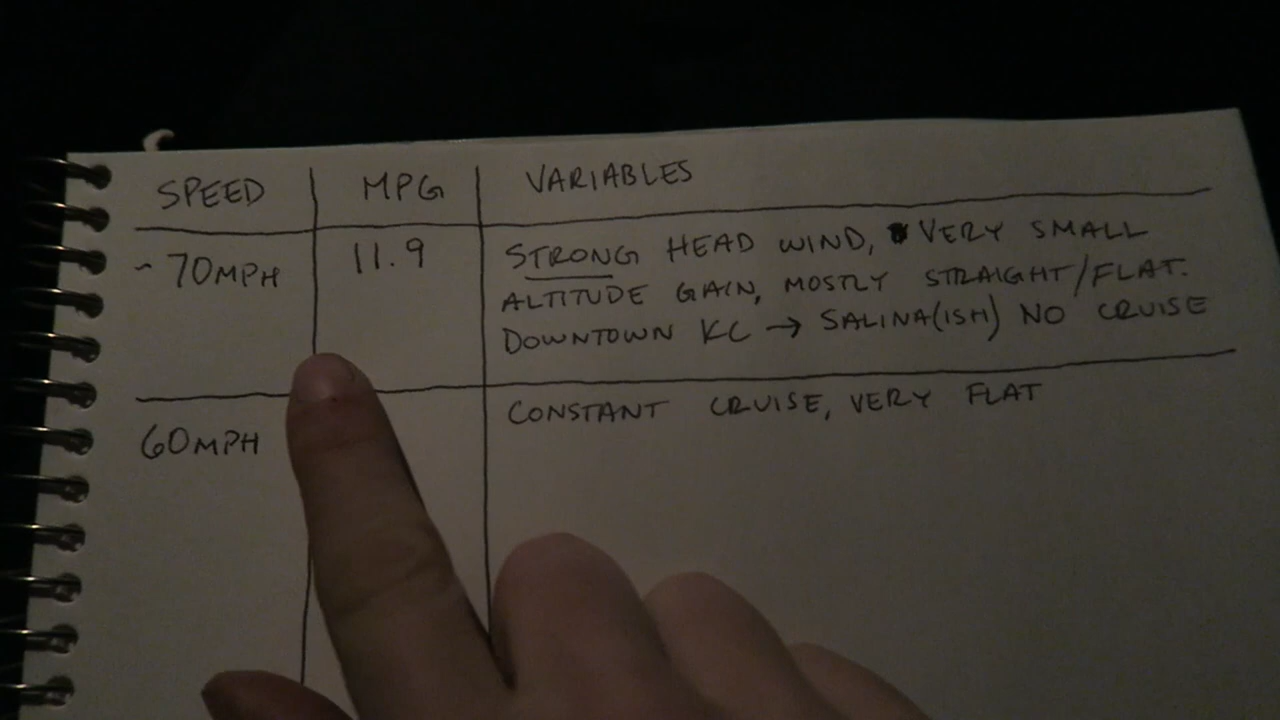 SPEED MPG VARIABLES
~70MPH 11.9 STRONG HEAD WIND, VERY SMALL
ALTITUDE GAIN, MOSTLY STRAIGHT/FLAT.
DOWNTOWN KC → SALINA(ISH) NO CRUISE
60MPH CONSTANT CRUISE, VERY FLAT